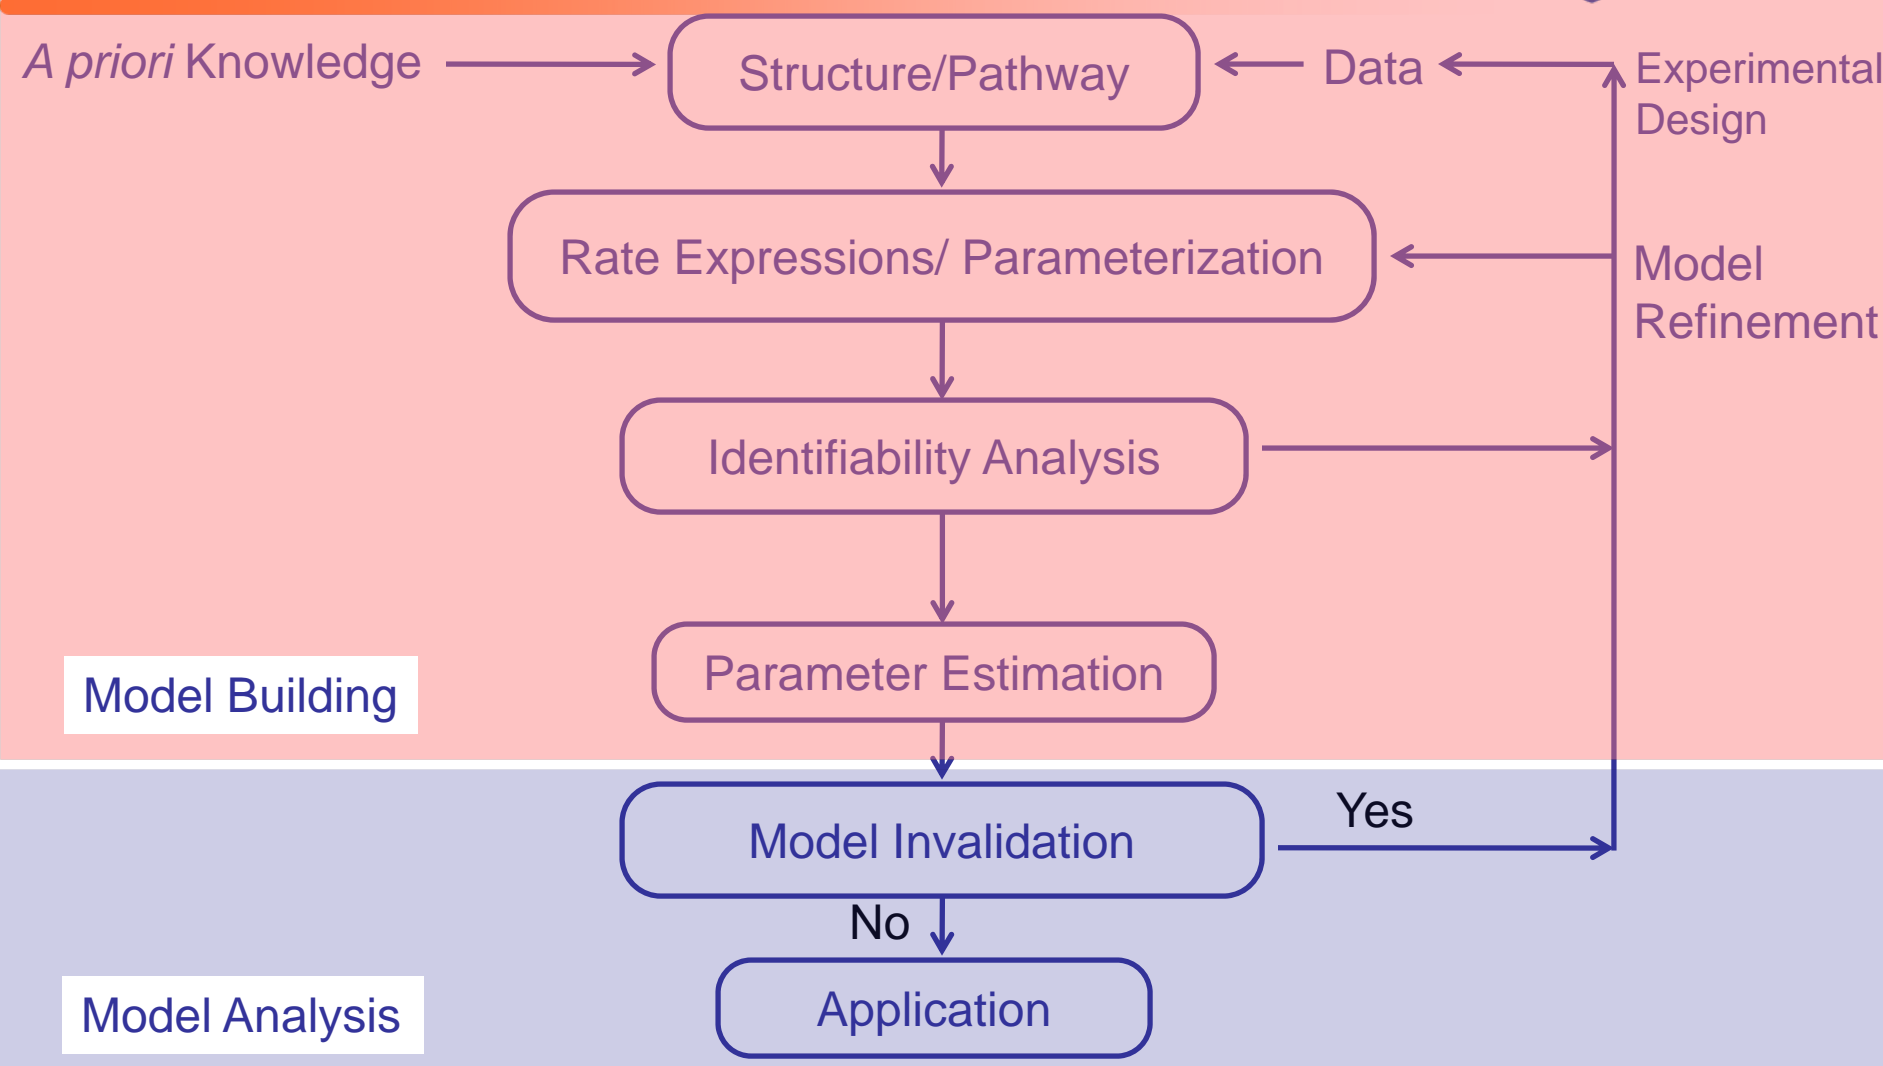 A priori Knowledge
Structure/Pathway
Data
Experimental
Design
Rate Expressions/ Parameterization
Model
Refinement
Identifiability Analysis
Parameter Estimation
Model Building
Model Invalidation
Yes
No
Application
Model Analysis